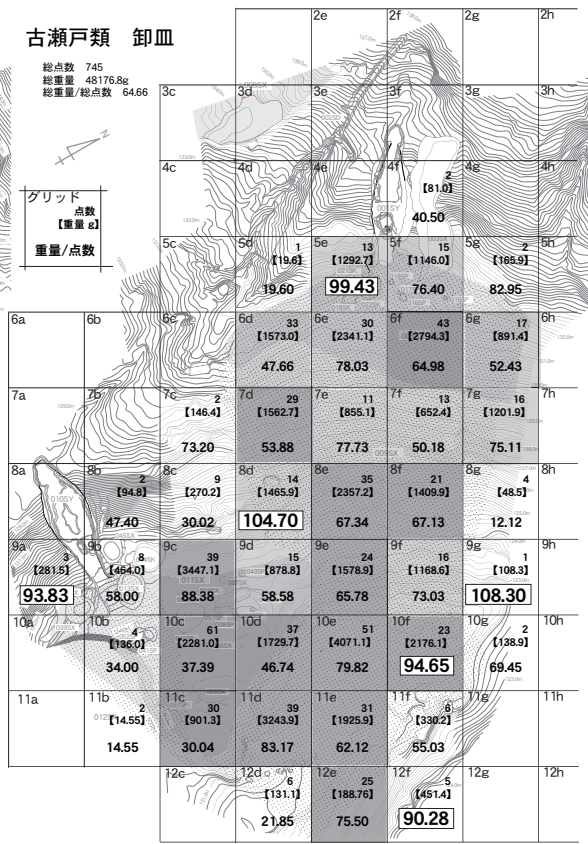 古瀬戸類 卸皿
総点数 745
総重量 48176.8g
総重量/総点数 64.66
グリッド
点数
【重量 g】
重量/点数
2e 2f 2g 2h
3c 3d 3e 3f 3g 3h
4c 4d 4e 4f 4g 4h
2
【81.0】
40.50
5c 5d 5e 5f 5g 5h
1 13 15 2
【19.6】 【1292.7】 【1146.0】 【165.9】
19.60 99.43 76.40 82.95
6a 6b 6c 6d 6e 6f 6g 6h
33 30 43 17
【1573.0】 【2341.1】 【2794.3】 【891.4】
47.66 78.03 64.98 52.43
7a 7b 7c 7d 7e 7f 7g 7h
2 29 11 13 16
【146.4】 【1562.7】 【855.1】 【652.4】 【1201.9】
73.20 53.88 77.73 50.18 75.11
8a 8b 8c 8d 8e 8f 8g 8h
2 9 14 35 21 4
【94.8】 【270.2】 【1465.9】 【2357.2】 【1409.9】 【48.5】
47.40 30.02 104.70 67.34 67.13 12.12
9a 9b 9c 9d 9e 9f 9g 9h
3 8 39 15 24 16 1
【281.5】 【464.0】 【3447.1】 【878.8】 【1578.9】 【1168.6】 【108.3】
93.83 58.00 88.38 58.58 65.78 73.03 108.30
10a 10b 10c 10d 10e 10f 10g 10h
4 61 37 51 23 2
【136.0】 【2281.0】 【1729.7】 【4071.1】 【2176.1】 【138.9】
34.00 37.39 46.74 79.82 94.65 69.45
11a 11b 11c 11d 11e 11f 11g 11h
2 30 39 31 6
【14.55】 【901.3】 【3243.9】 【1925.9】 【330.2】
14.55 30.04 83.17 62.12 55.03
12c 12d 12e 12f 12g 12h
6 25 5
【131.1】 【188.76】 【451.4】
21.85 75.50 90.28
010SY
001SY